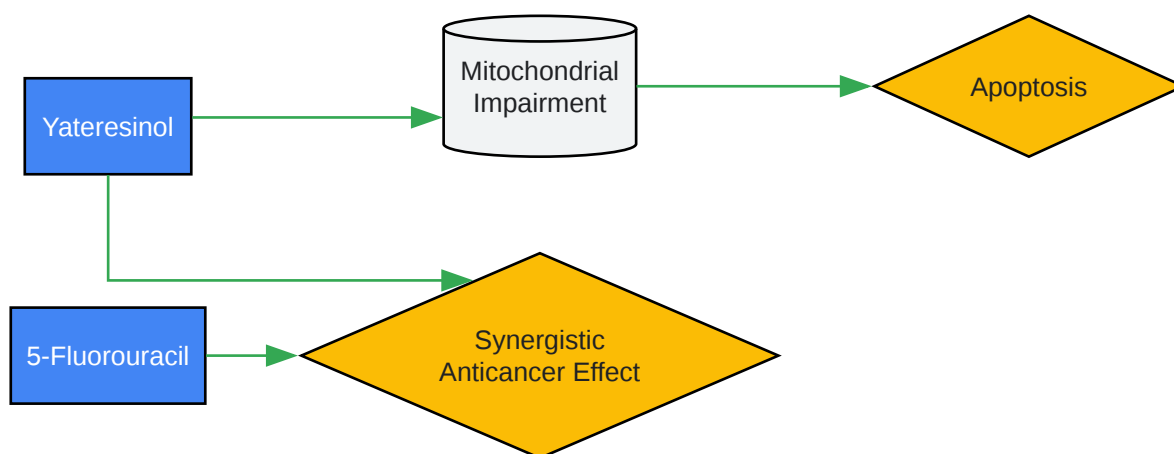 Mitochondrial
Impairment
Apoptosis
Yateresinol
5-Fluorouracil
Synergistic
Anticancer Effect